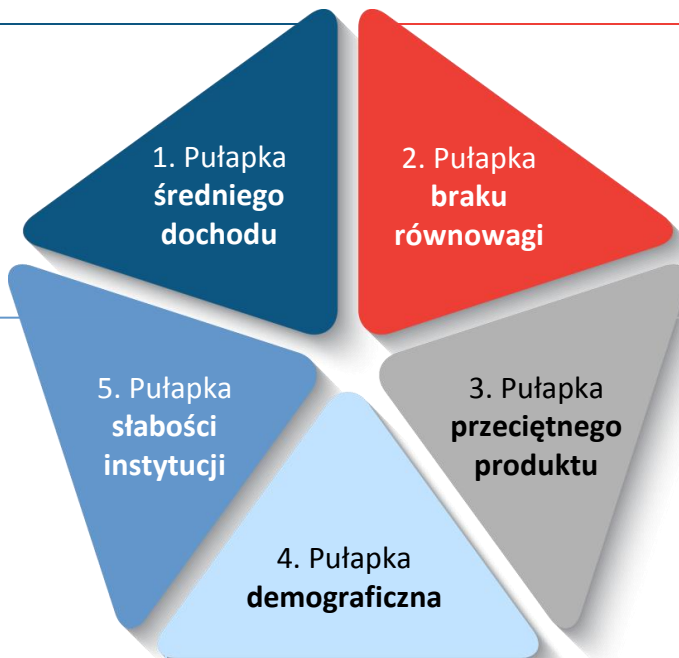 1. Pułapka
średniego
dochodu
2. Pułapka
braku
równowagi
3. Pułapka
przeciętnego
produktu
4. Pułapka
demograficzna
5. Pułapka
słabości
instytucji